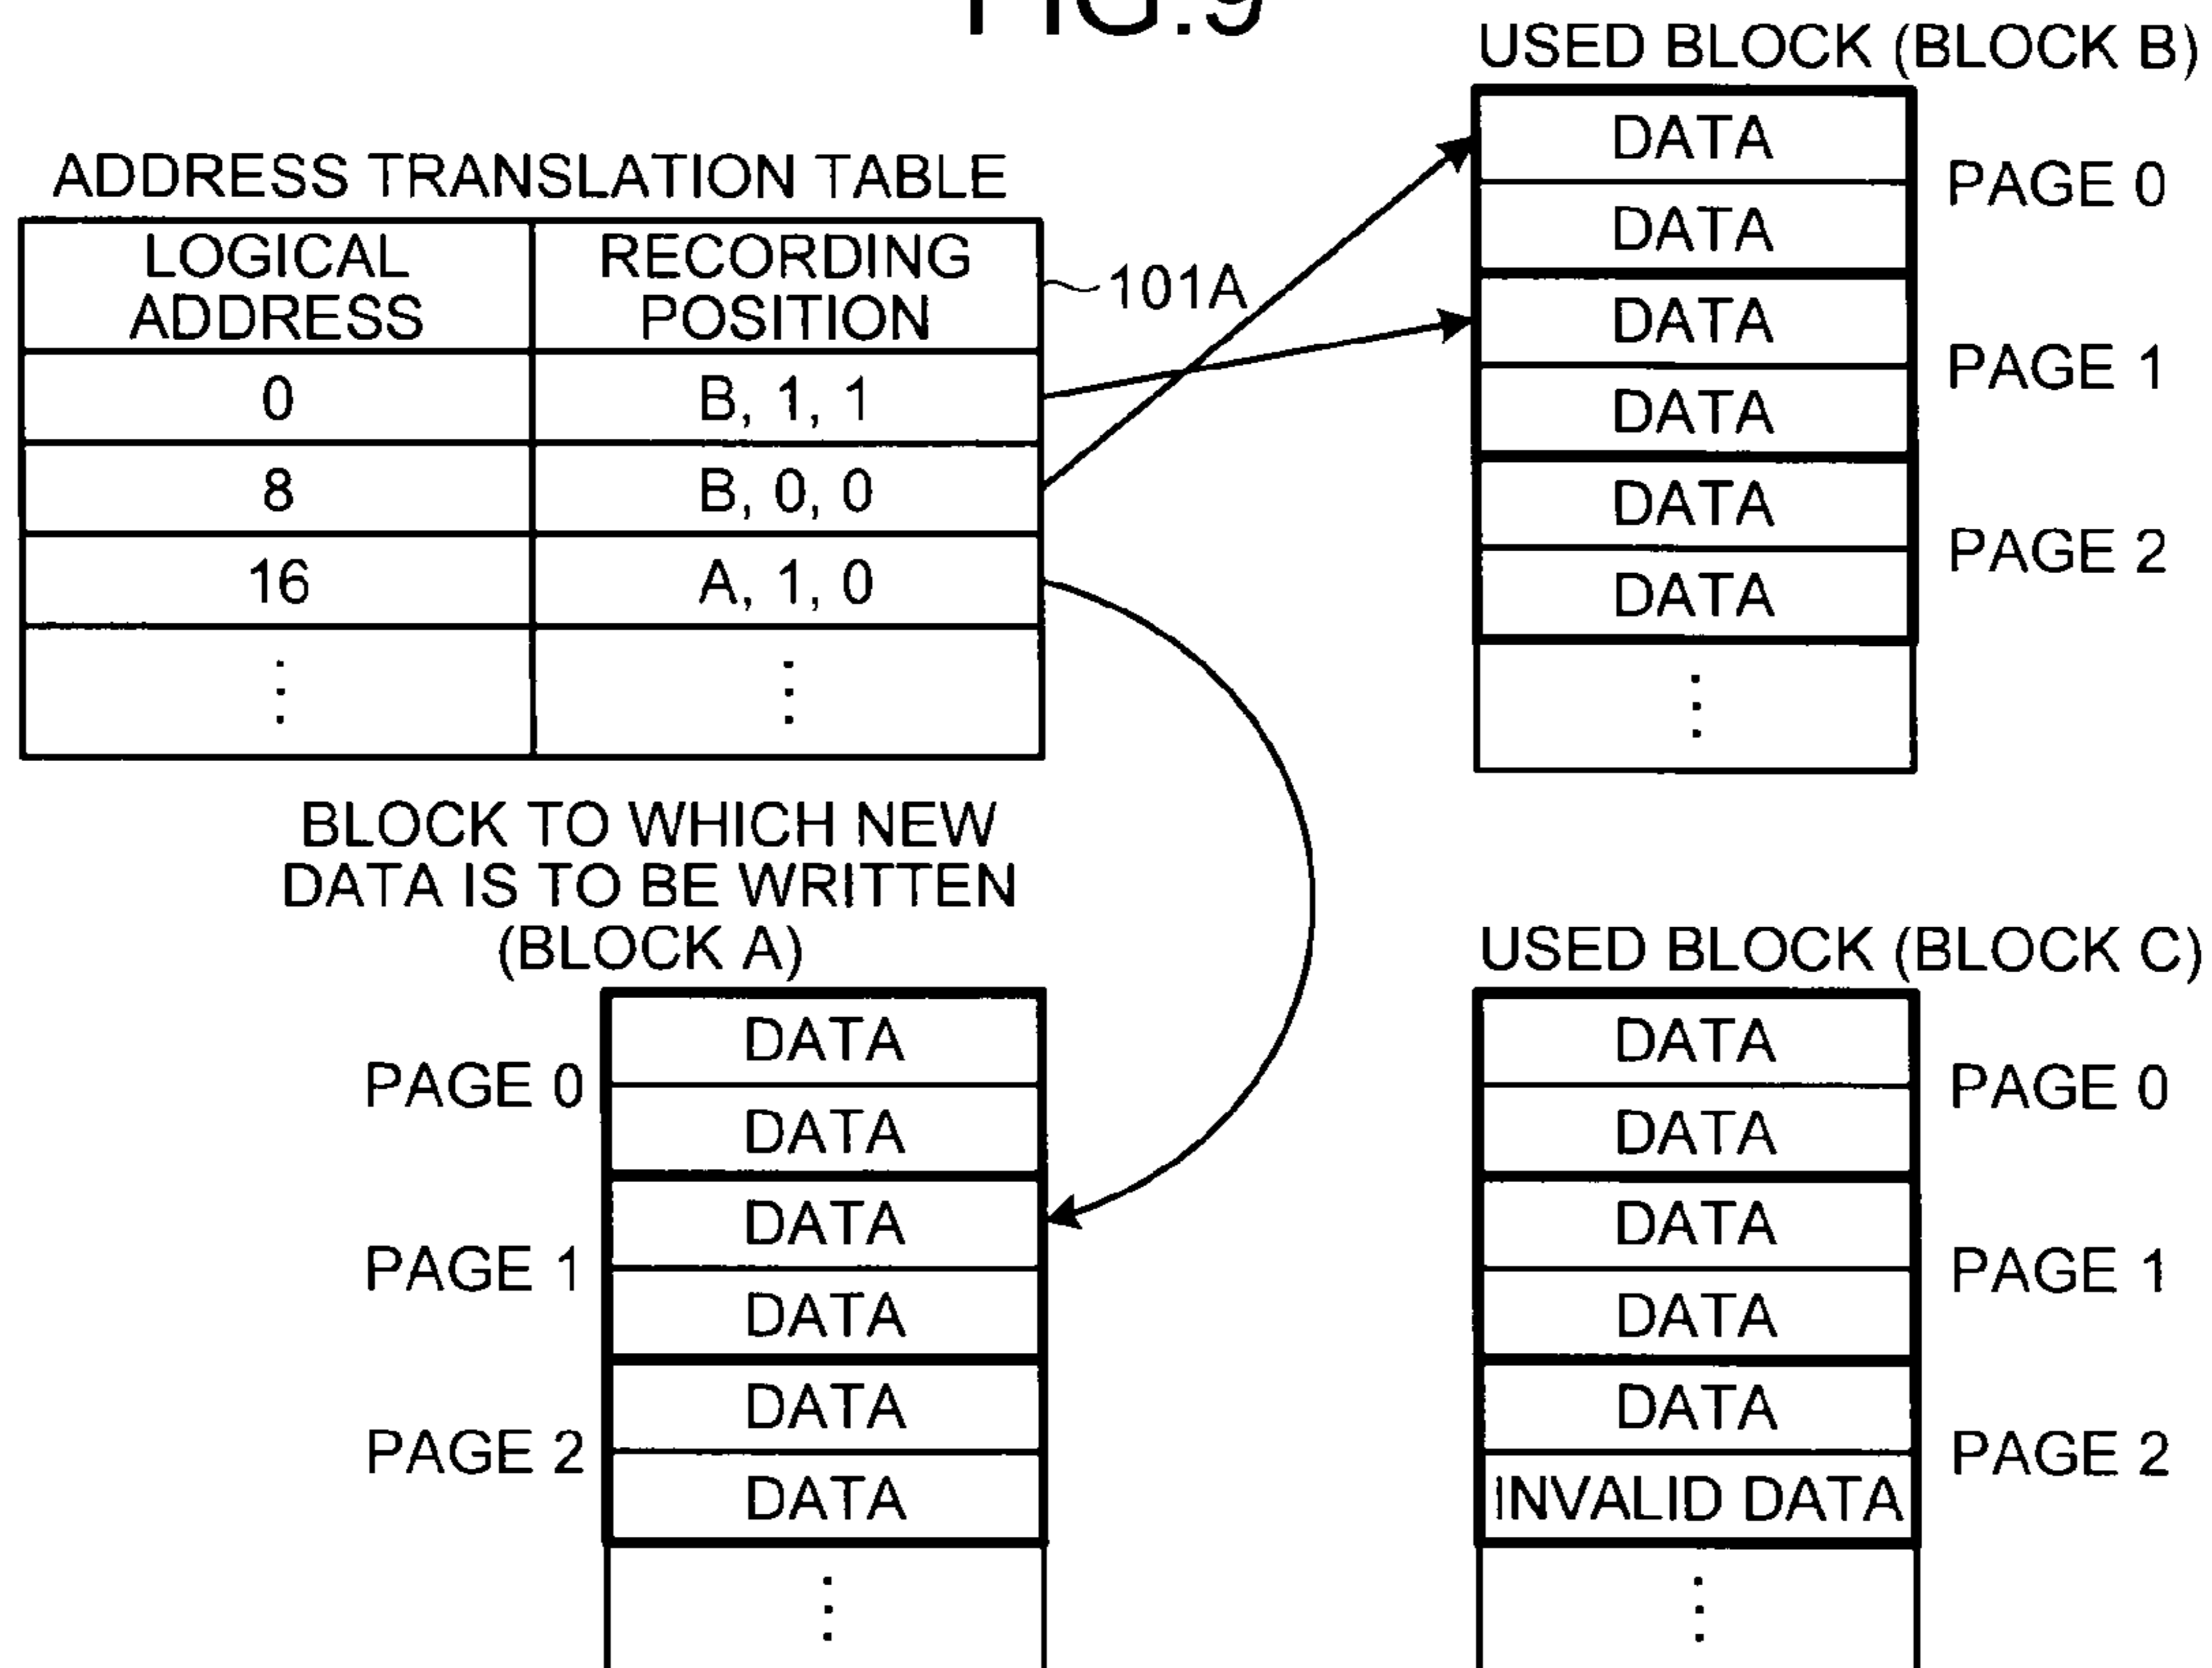 FIG.9
ADDRESS TRANSLATION TABLE
LOGICAL ADDRESS
RECORDING POSITION
101A
0
B, 1, 1
8
B, 0, 0
16
A, 1, 0
⋮
⋮
USED BLOCK (BLOCK B)
DATA
DATA
PAGE 0
DATA
DATA
PAGE 1
DATA
DATA
PAGE 2
⋮
BLOCK TO WHICH NEW
DATA IS TO BE WRITTEN
(BLOCK A)
PAGE 0
DATA
DATA
PAGE 1
DATA
DATA
PAGE 2
DATA
DATA
⋮
USED BLOCK (BLOCK C)
DATA
DATA
PAGE 0
DATA
DATA
PAGE 1
DATA
INVALID DATA
PAGE 2
⋮